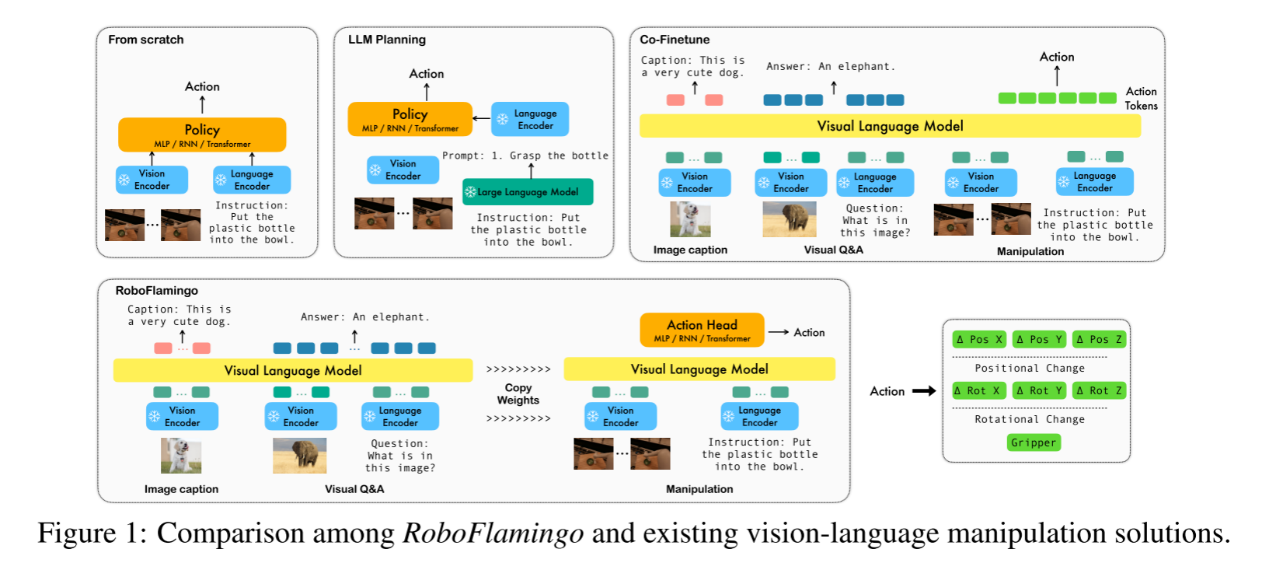 From scratch
Action
Policy
MLP / RNN / Transformer
Vision
Encoder
Language
Encoder
Instruction:
Put the
plastic bottle
into the bowl.
...
LLM Planning
Action
Policy
MLP / RNN / Transformer
Language
Encoder
Prompt: 1. Grasp the bottle
Vision
Encoder
Large Language Model
...
Instruction: Put
the plastic bottle
into the bowl.
Co-Finetune
Caption: This is
a very cute dog.
Answer: An elephant.
Action
Action
Tokens
Visual Language Model
...
Vision
Encoder
Image caption
...
Vision
Encoder
...
Language
Encoder
Question:
What is in
this image?
Visual Q&A
...
Vision
Encoder
...
...
Language
Encoder
Instruction: Put
the plastic bottle
into the bowl.
Manipulation
RoboFlamingo
Caption: This is
a very cute dog.
...
Answer: An elephant.
...
Visual Language Model
...
Vision
Encoder
Image caption
...
Vision
Encoder
...
Language
Encoder
Question:
What is in
this image?
Visual Q&A
>>>>>>>>>
Copy
Weights
>>>>>>>>>
Action Head
MLP / RNN / Transformer
Action
Visual Language Model
...
Vision
Encoder
...
...
Language
Encoder
Instruction: Put
the plastic bottle
into the bowl.
Manipulation
Action
Δ Pos X Δ Pos Y Δ Pos Z
Positional Change
Δ Rot X Δ Rot Y Δ Rot Z
Rotational Change
Gripper
Figure 1: Comparison among RoboFlamingo and existing vision-language manipulation solutions.